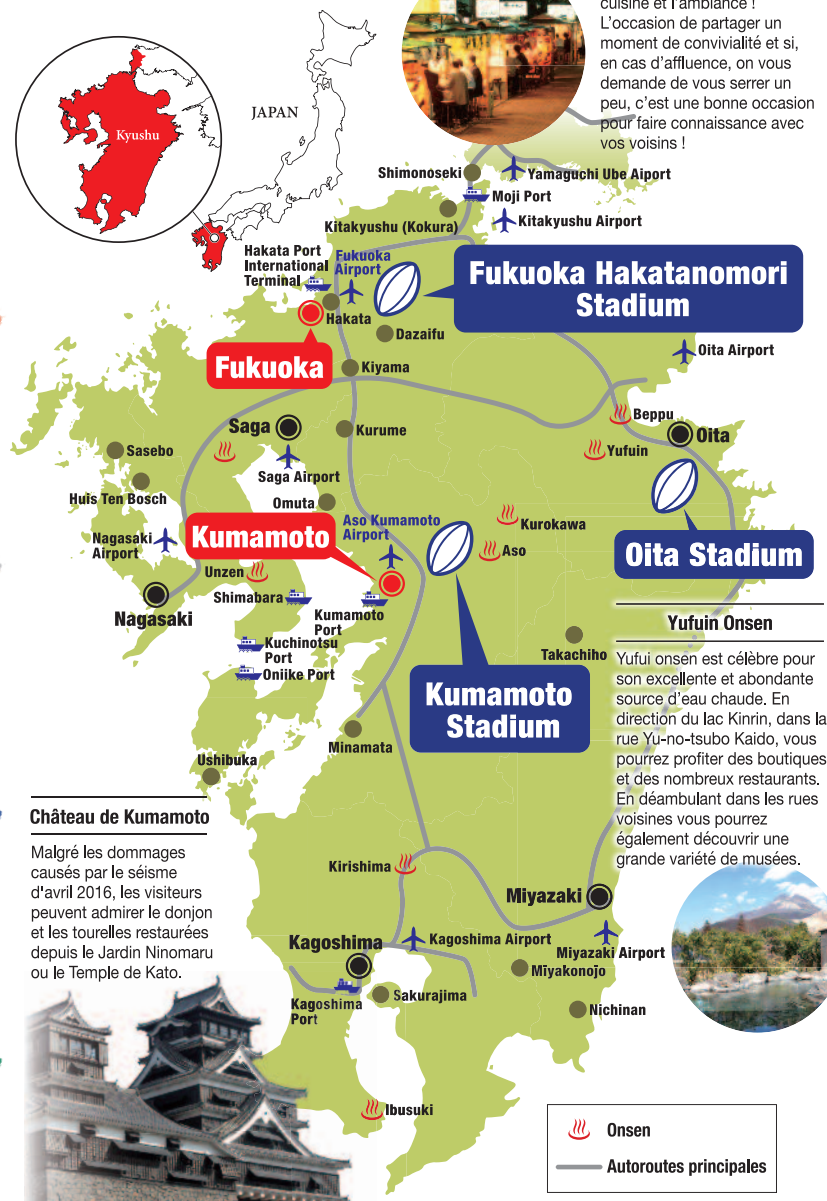 cuisine et l'ambiance !
L'occasion de partager un
moment de convivialité et si,
en cas d'affluence, on vous
demande de vous serrer un
peu, c'est une bonne occasion
pour faire connaissance avec
vos voisins !
JAPAN
Kyushu
Shimonoseki
Yamaguchi Ube Aiport
Moji Port
Kitakyushu (Kokura)
Kitakyushu Airport
Hakata Port
International
Terminal
Fukuoka
Airport
Fukuoka Hakatanomori
Stadium
Hakata
Dazaifu
Oita Airport
Fukuoka
Kiyama
Beppu
Saga
Kurume
Oita
Sasebo
Yufuin
Saga Airport
Huis Ten Bosch
Omuta
Kurokawa
Nagasaki
Airport
Kumamoto
Aso Kumamoto
Airport
Aso
Oita Stadium
Unzen
Shimabara
Nagasaki
Kumamoto
Port
Kuchinotsu
Port
Oniike Port
Takachiho
Kumamoto
Stadium
Minamata
Ushibuka
Yufuin Onsen
Yufui onsen est célèbre pour
son excellente et abondante
source d'eau chaude. En
direction du lac Kinrin, dans la
rue Yu-no-tsubo Kaido, vous
pourrez profiter des boutiques
et des nombreux restaurants.
En déambulant dans les rues
voisines vous pourrez
également découvrir une
grande variété de musées.
Château de Kumamoto
Malgré les dommages
causés par le séisme
d'avril 2016, les visiteurs
peuvent admirer le donjon
et les tourelles restaurées
depuis le Jardin Ninomaru
ou le Temple de Kato.
Kirishima
Miyazaki
Kagoshima
Kagoshima Airport
Miyazaki Airport
Miyakonojo
Kagoshima
Port
Sakurajima
Nichinan
Ibusuki
Onsen
Autoroutes principales